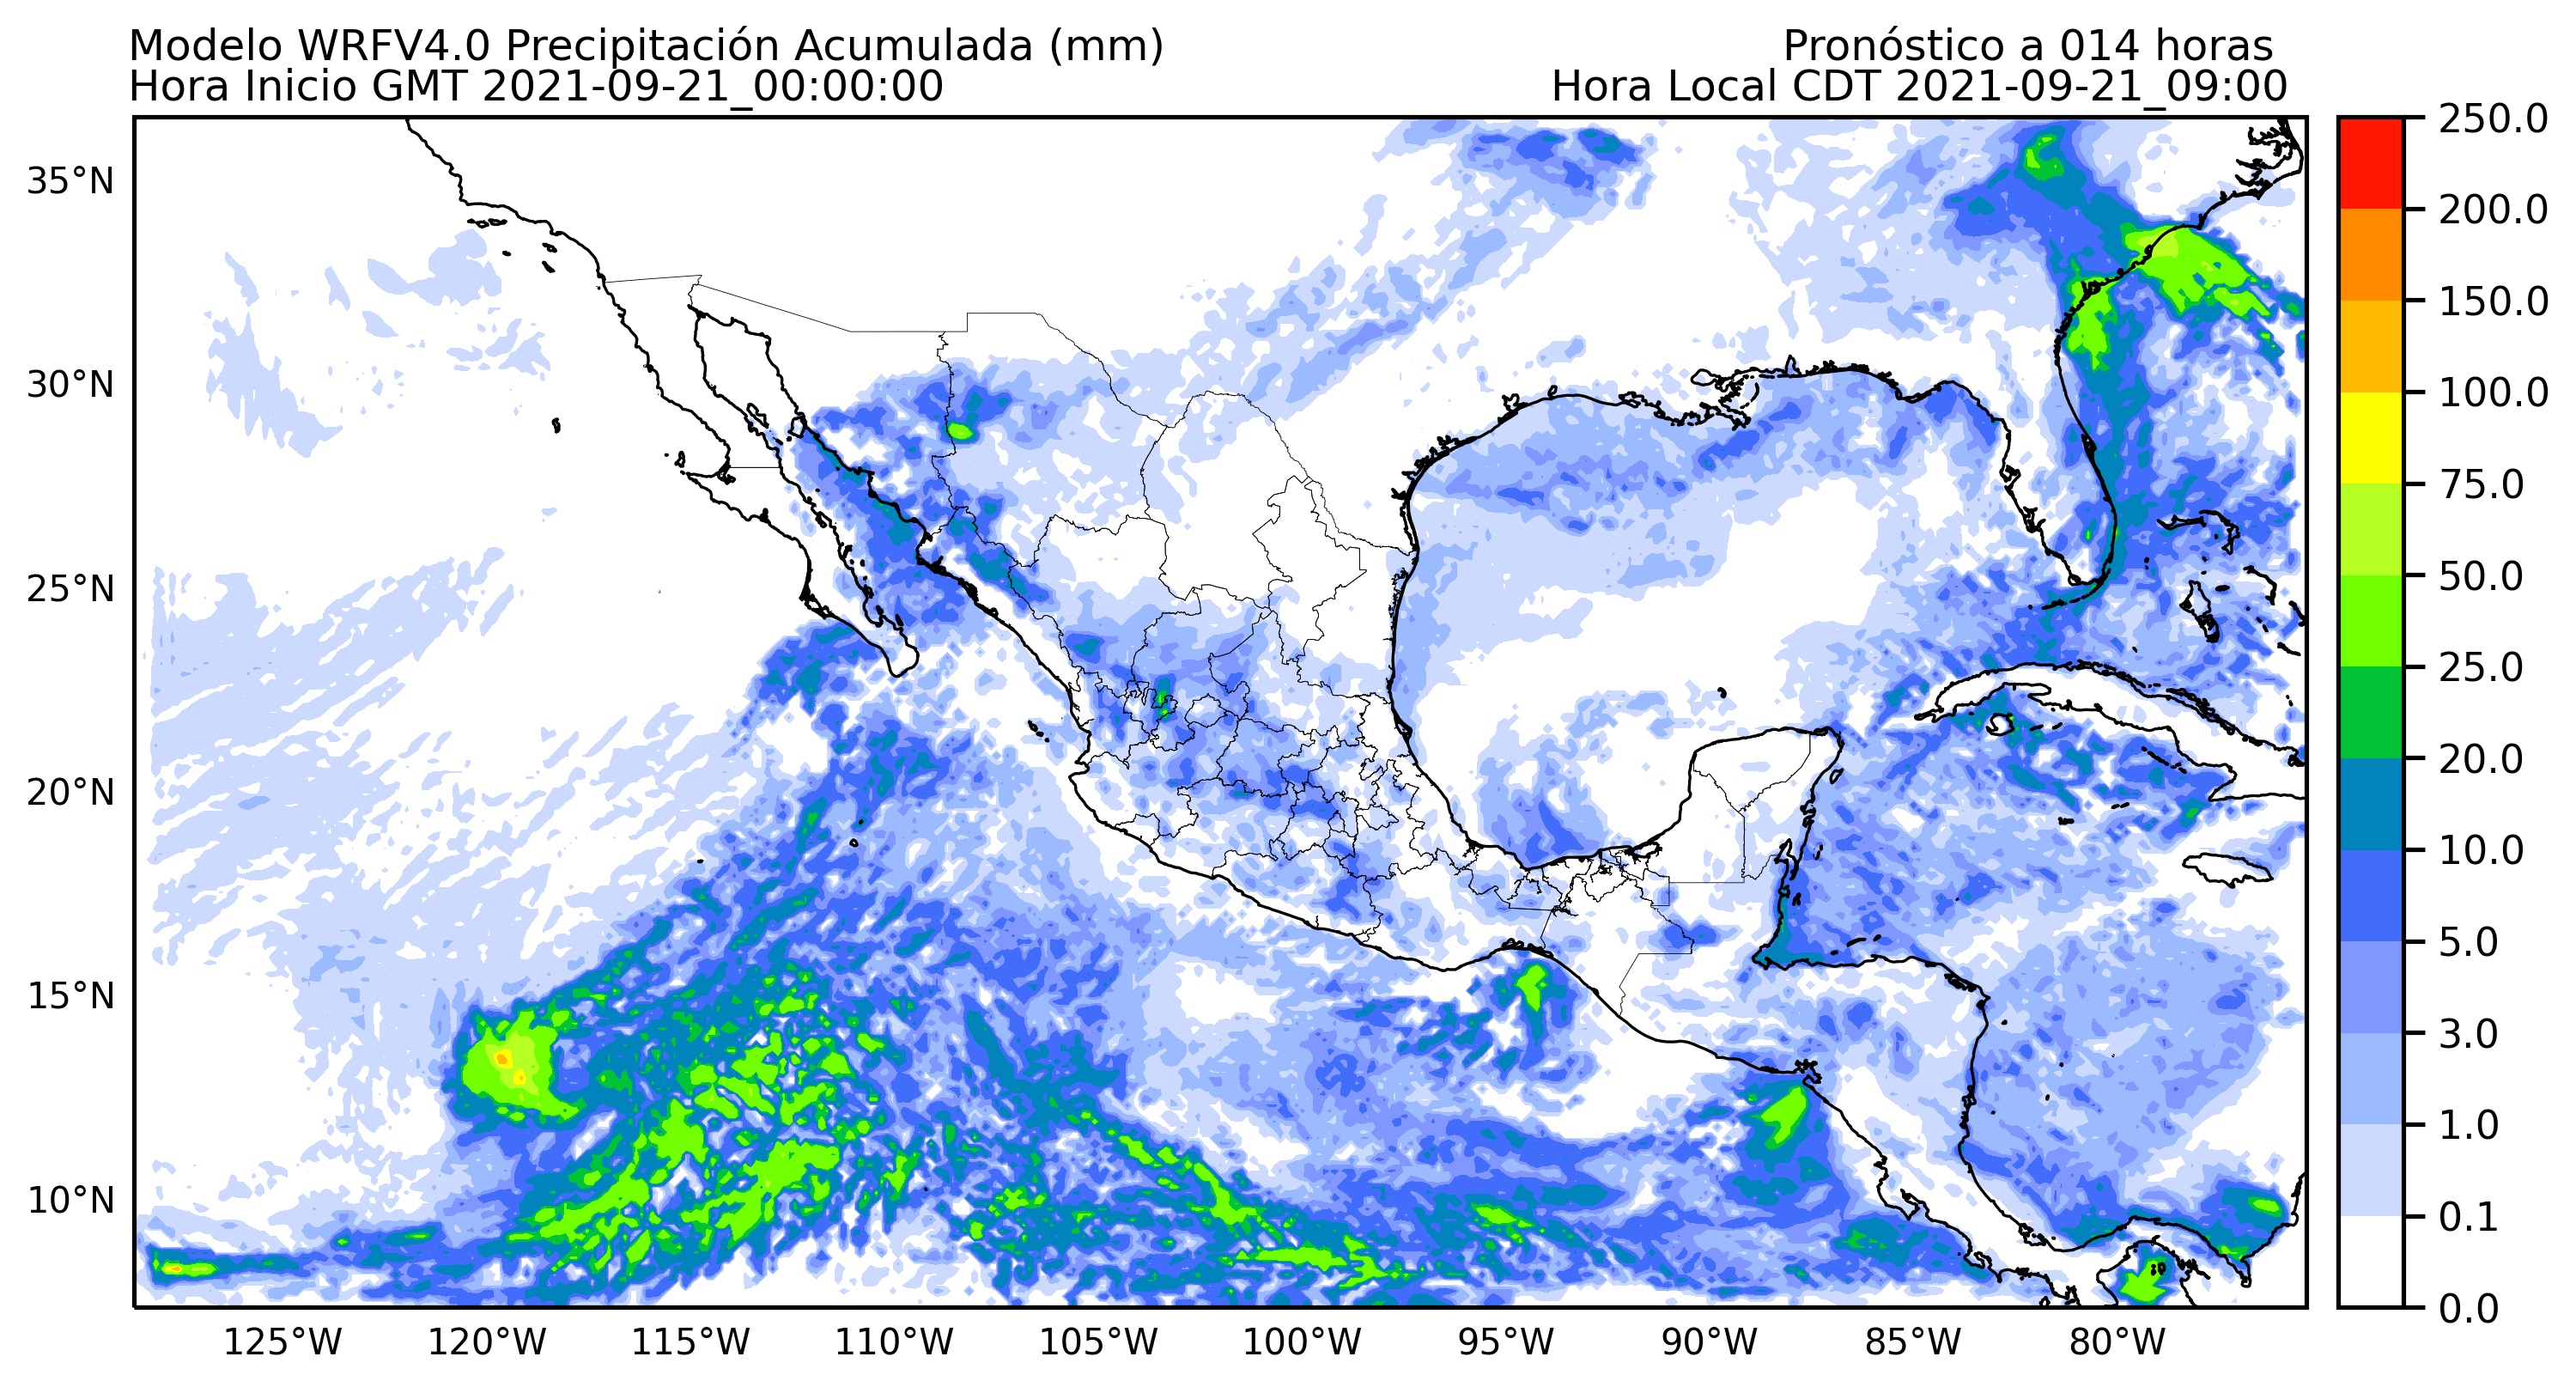 Modelo WRFV4.0 Precipitación Acumulada (mm)
Pronóstico a 014 horas
Hora Inicio GMT 2021-09-21_00:00:00
Hora Local CDT 2021-09-21_09:00
35°N
30°N
25°N
20°N
15°N
10°N
125°W
120°W
115°W
110°W
105°W
100°W
95°W
90°W
85°W
80°W
250.0
200.0
150.0
100.0
75.0
50.0
25.0
20.0
10.0
5.0
3.0
1.0
0.1
0.0